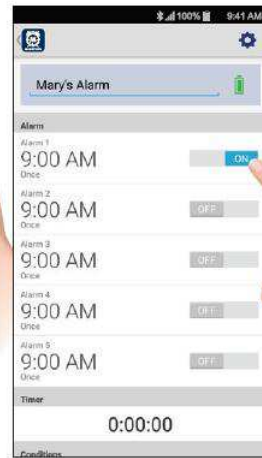 100% 9:41 AM
Mary's Alarm
Alarm
Alarm 1
9:00 AM
ON
Once
Alarm 2
9:00 AM
OFF
Once
Alarm 3
9:00 AM
OFF
Once
Alarm 4
9:00 AM
OFF
Once
Alarm 5
9:00 AM
OFF
Once
Timer
0:00:00
Conditions